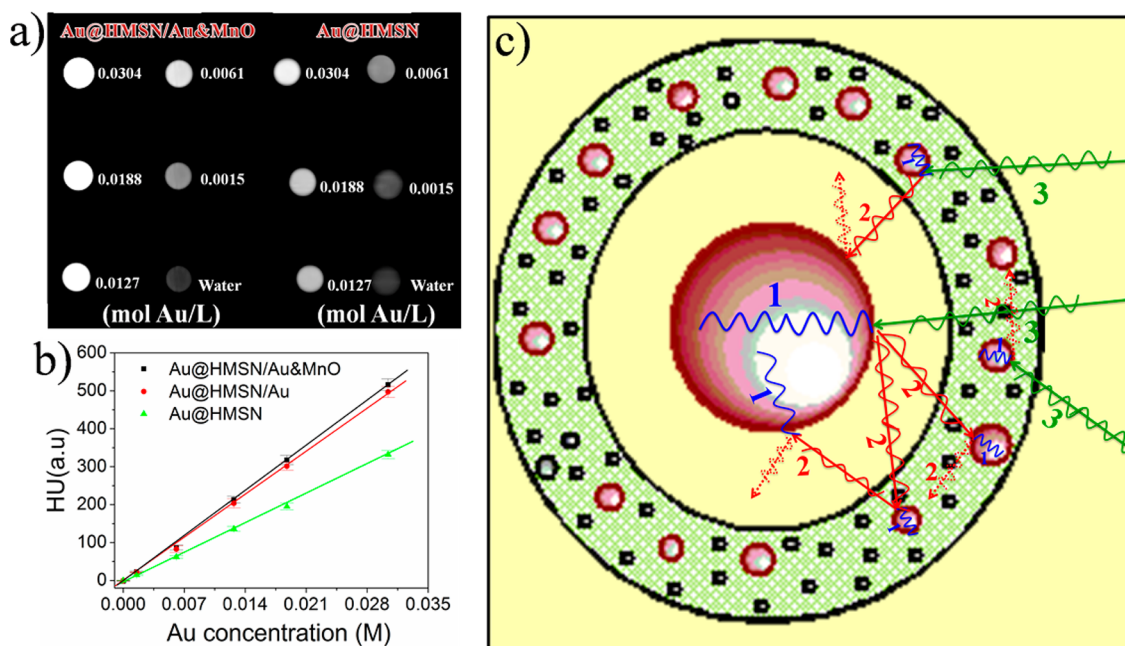 a)
Au@HMSN/Au&MnO Au@HMSN
0.0304 0.0061 0.0304 0.0061
0.0188 0.0015 0.0188 0.0015
0.0127 Water 0.0127 Water
(mol Au/L) (mol Au/L)
b)
600
500
400
300
200
100
0
HU(a.u)
Au@HMSN/Au&MnO
Au@HMSN/Au
Au@HMSN
0.000 0.007 0.014 0.021 0.028 0.035
Au concentration (M)
c)
1
2
3
1
3
2
1
2
1
3
2
2
1
2
2
1